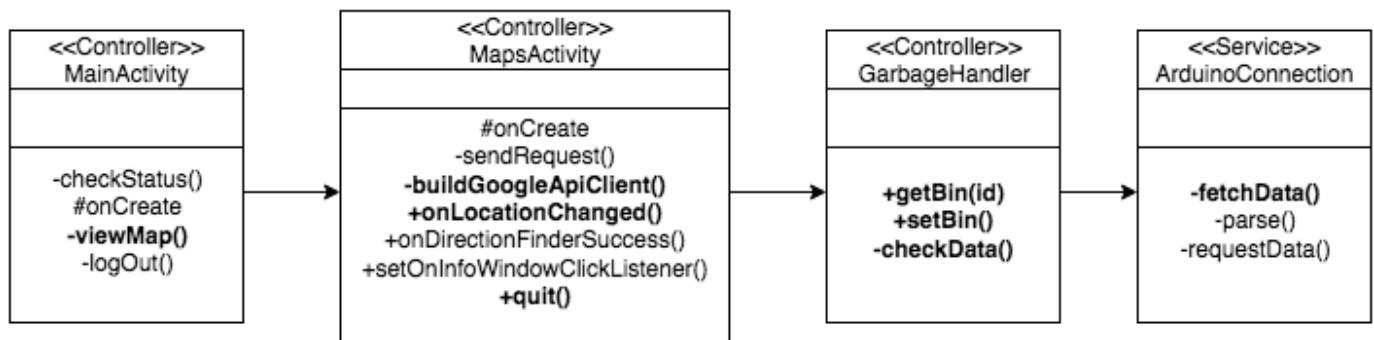 <<Controller>>
MainActivity
-checkStatus()
#onCreate
-viewMap()
-logOut()
<<Controller>>
MapsActivity
#onCreate
-sendRequest()
-buildGoogleApiClient()
+onLocationChanged()
+onDirectionFinderSuccess()
+setOnInfoWindowClickListener()
+quit()
<<Controller>>
GarbageHandler
+getBin(id)
+setBin()
-checkData()
<<Service>>
ArduinoConnection
-fetchData()
-parse()
-requestData()